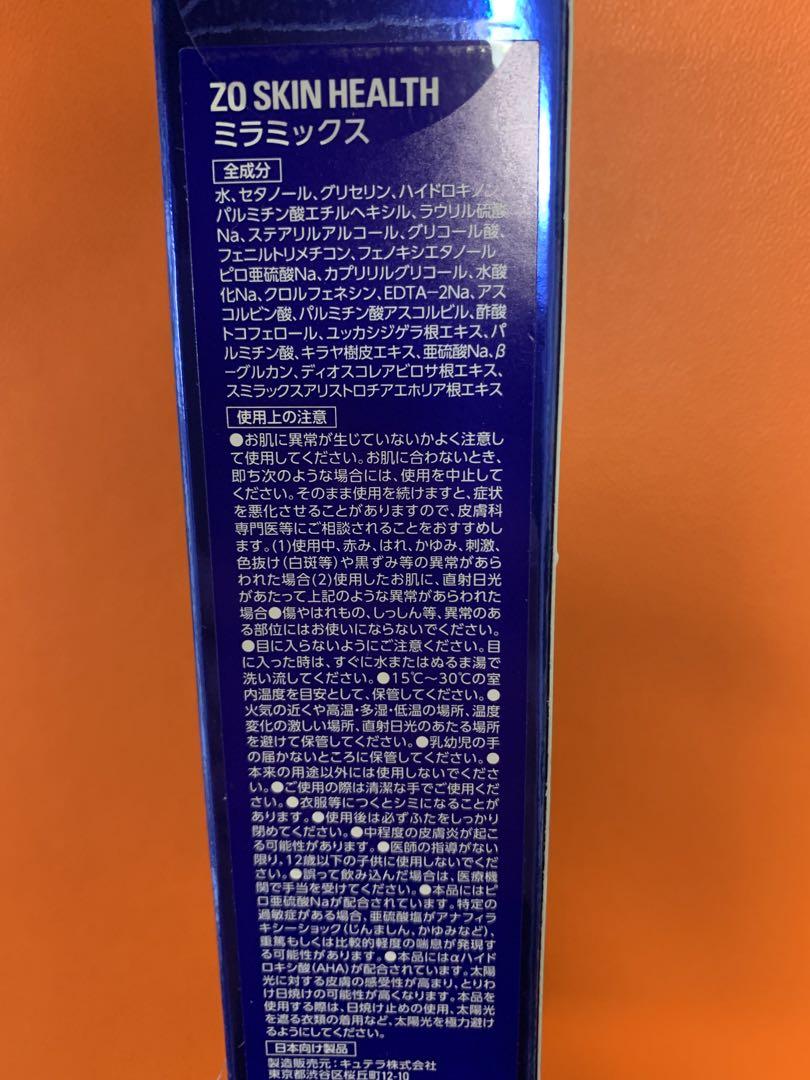 ZO SKIN HEALTH
ミラミックス
全成分
水、セタノール、グリセリン、ハイドロキノン、
パルミチン酸エチルヘキシル、ラウリル硫酸
Na、ステアリルアルコール、グリコール酸、
フェニルトリメチコン、フェノキシエタノール
ピロ亜硫酸Na、カプリリルグリコール、水酸
化Na、クロルフェネシン、EDTA-2Na、アス
コルビン酸、パルミチン酸アスコルビル、酢酸
トコフェロール、ユッカシジゲラ根エキス、パ
ルミチン酸、キラヤ樹皮エキス、亜硫酸Na、β
ーグルカン、ディオスコレアビロサ根エキス、
スミラックスアリストロチアエホリア根エキス
使用上の注意
●お肌に異常が生じていないかよく注意し
て使用してください。お肌に合わないとき、
即ち次のような場合には、使用を中止して
ください。そのまま使用を続けますと、症状
を悪化させることがありますので、皮膚科
専門医等にご相談されることをおすすめし
ます。(1)使用中、赤み、はれ、かゆみ、刺激、
色抜け(白斑等)や黒ずみ等の異常があら
われた場合(2)使用したお肌に、直射日光
があたって上記のような異常があらわれた
場合●傷やはれもの、しっしん等、異常のあ
る部位にはお使いにならないでください。
●目に入らないようにご注意ください。目
に入った時は、すぐに水またはぬるま湯で
洗い流してください。●15℃〜30℃の室
内温度を目安として、保管してください。●
火気の近くや高温・多湿・低温の場所、温度
変化の激しい場所、直射日光のあたる場所
を避けて保管してください。●乳幼児の手
の届かないところに保管してください。●
本来の用途以外には使用しないでくださ
い。●ご使用の際は清潔な手でご使用くだ
さい。●衣服等につくとシミになることが
あります。●使用後は必ずふたをしっかり
閉めてください。●中程度の皮膚炎が起こ
る可能性があります。●医師の指導がない
限り、12歳以下の子供に使用しないでくだ
さい。●誤って飲み込んだ場合は、医療機
関で手当を受けてください。●本品にはピ
ロ亜硫酸Naが配合されています。特定の
過敏症がある場合、亜硫酸塩がアナフィラ
キシーショック(じんましん、かゆみなど)、
重篤もしくは比較的軽度の喘息が発現す
る可能性があります。●本品にはαハイド
ロキシ酸(AHA)が配合されています。太陽
光に対する皮膚の感受性が高まり、とりわ
け日焼けの可能性が高くなります。本品を
使用する際は、日焼け止めの使用、太陽光
を遮る衣類の着用など、太陽光を極力避け
るようにしてください。
日本向け製品
製造販売元:キュテラ株式会社
東京都渋谷区桜丘町12-10